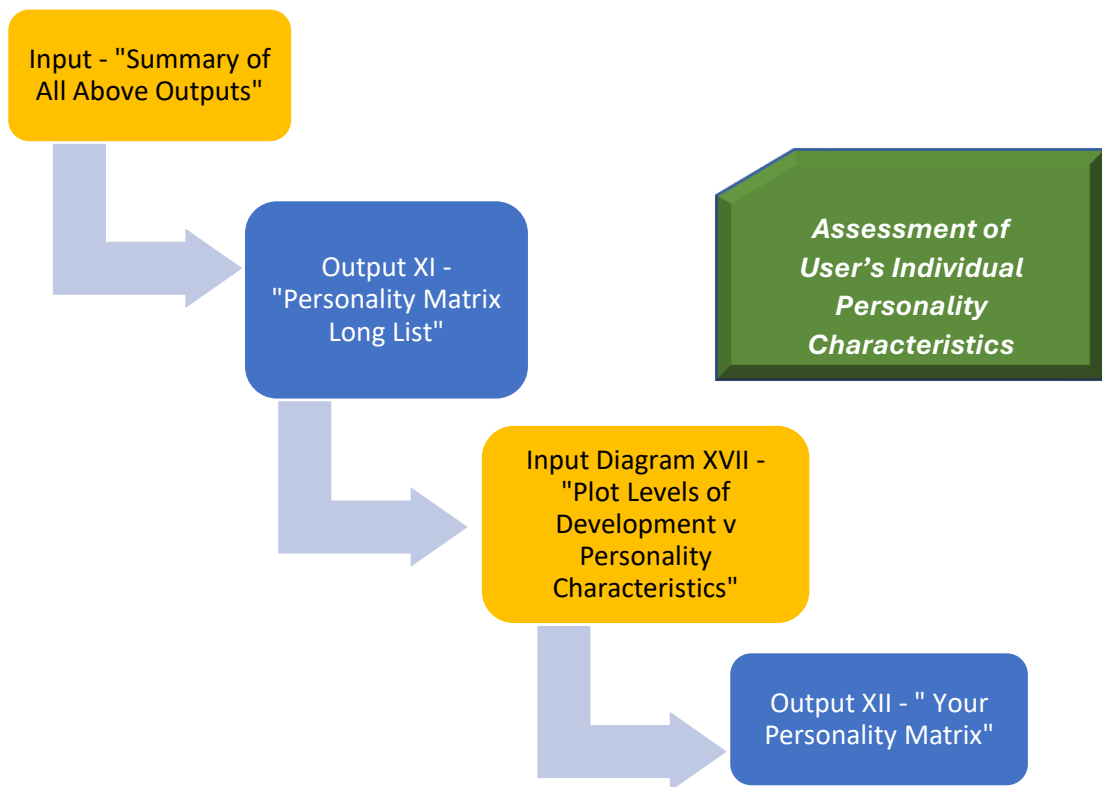 Input - "Summary of
All Above Outputs"
Assessment of
User’s Individual
Personality
Characteristics
Output XI -
"Personality Matrix
Long List"
Input Diagram XVII -
"Plot Levels of
Development v
Personality
Characteristics"
Output XII - " Your
Personality Matrix"